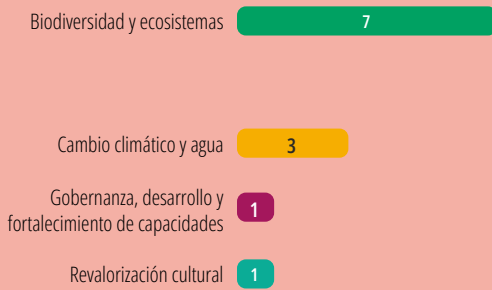 Biodiversidad y ecosistemas 7
Cambio climático y agua 3
Gobernanza, desarrollo y
fortalecimiento de capacidades 1
Revalorización cultural 1